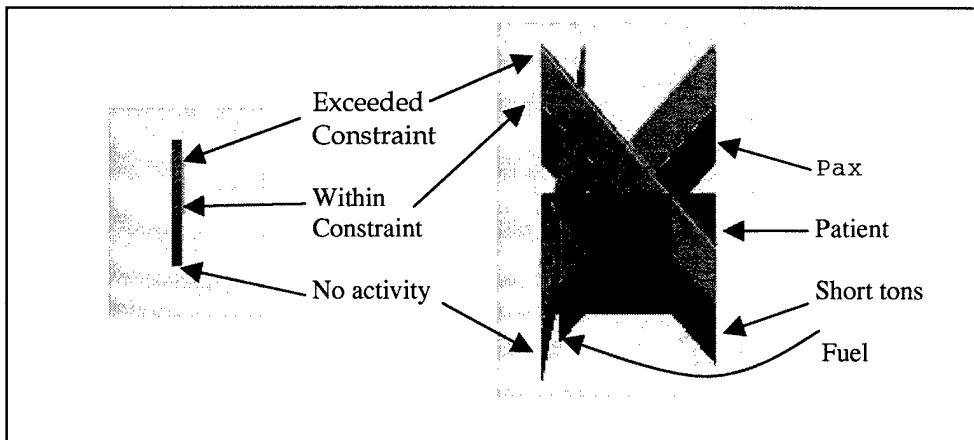 Exceeded
Constraint
Within
Constraint
No activity
Pax
Patient
Short tons
Fuel